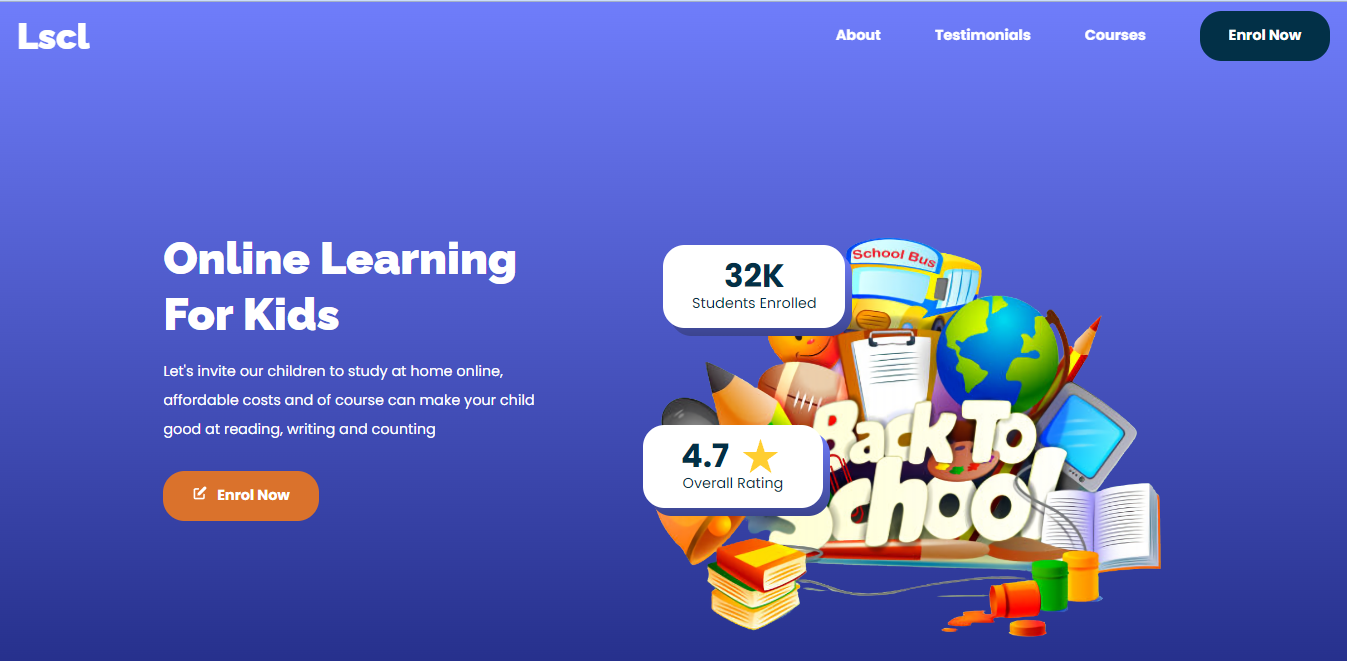 Lscl
About
Testimonials
Courses
Enrol Now
Online Learning
For Kids
Let's invite our children to study at home online,
affordable costs and of course can make your child
good at reading, writing and counting
Enrol Now
32K
Students Enrolled
School Bus
4.7
Overall Rating
Back To
School